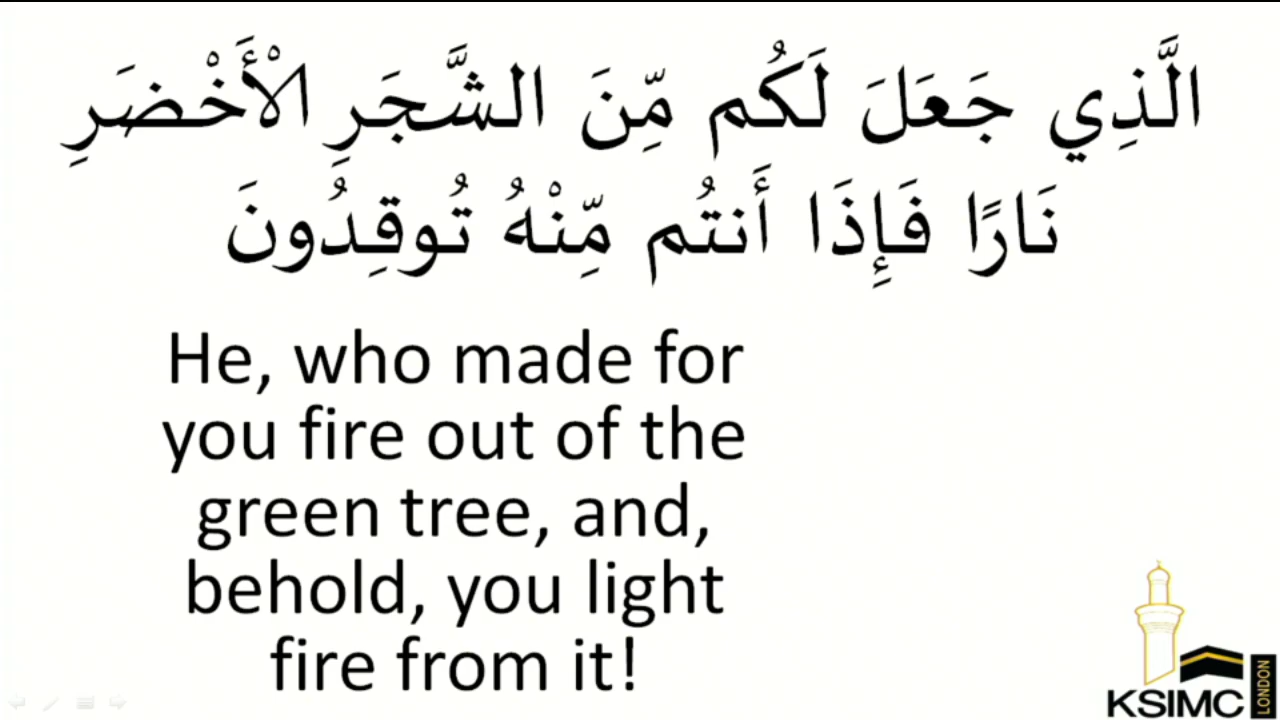 الَّذِي جَعَلَ لَكُم مِّنَ الشَّجَرِ الْأَخْضَرِ
نَارًا فَإِذَا أَنتُم مِّنْهُ تُوقِدُونَ
He, who made for
you fire out of the
green tree, and,
behold, you light
fire from it!
KSIMC
LONDON